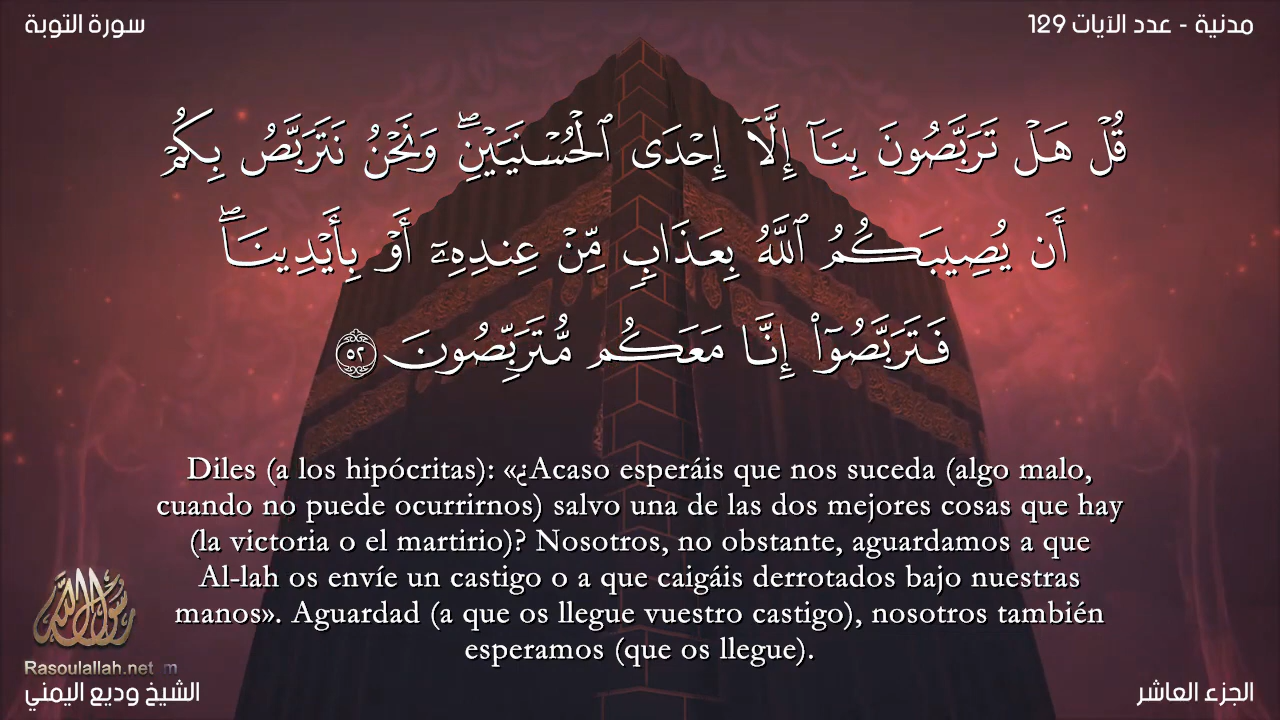 مدنية - عدد الآيات 129
سورة التوبة
قُلْ هَلْ تَرَبَّصُونَ بِنَآ إِلَّآ إِحْدَى ٱلْحُسْنَيَيْنِ ۖ وَنَحْنُ نَتَرَبَّصُ بِكُمْ
أَن يُصِيبَكُمُ ٱللَّهُ بِعَذَابٍ مِّنْ عِندِهِۦٓ أَوْ بِأَيْدِينَا ۖ
فَتَرَبَّصُوٓا۟ إِنَّا مَعَكُم مُّتَرَبِّصُونَ ٥٢
Diles (a los hipócritas): «¿Acaso esperáis que nos suceda (algo malo,
cuando no puede ocurrirnos) salvo una de las dos mejores cosas que hay
(la victoria o el martirio)? Nosotros, no obstante, aguardamos a que
Al-lah os envíe un castigo o a que caigáis derrotados bajo nuestras
manos». Aguardad (a que os llegue vuestro castigo), nosotros también
esperamos (que os llegue).
رسول الله
Rasoulallah.net
الجزء العاشر
الشيخ وديع اليمني